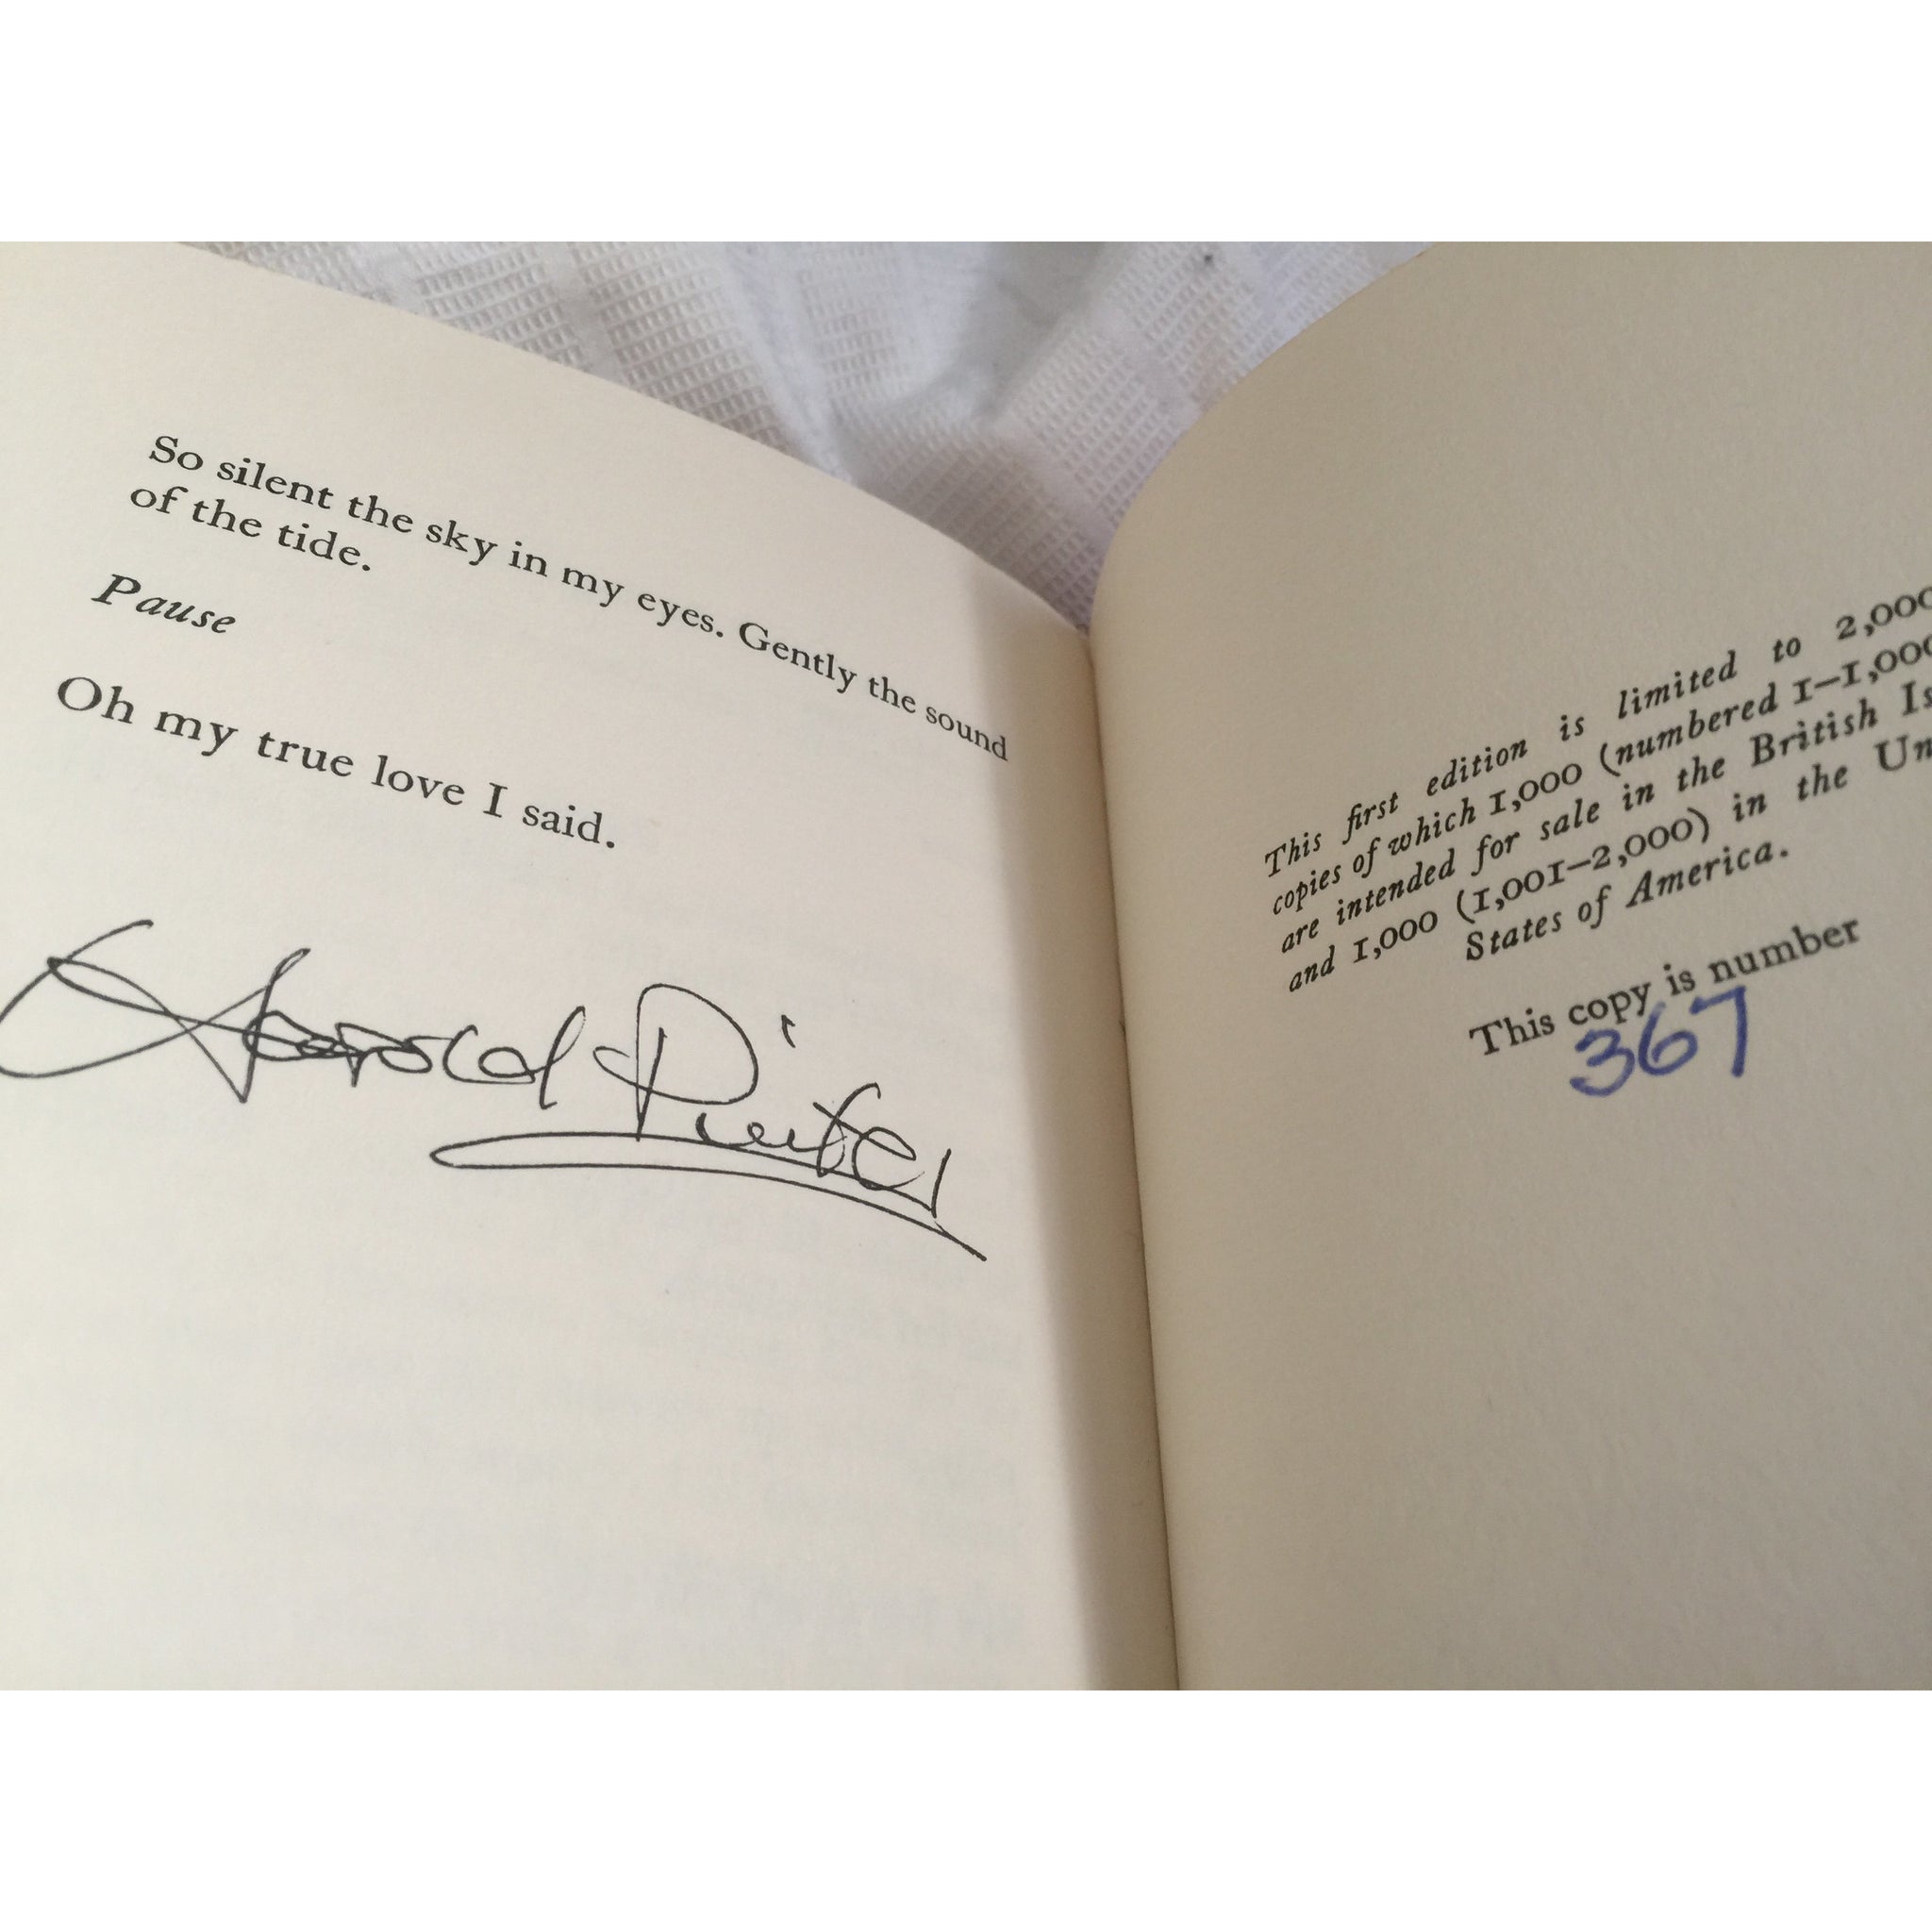 So silent the sky in my eyes. Gently the sound
of the tide.
Pause
Oh my true love I said.
Harold Pinter
This first edition is limited to 2,000
copies of which 1,000 (numbered 1–1,000
are intended for sale in the British Is
and 1,000 (1,001–2,000) in the Un
States of America.
This copy is number
367